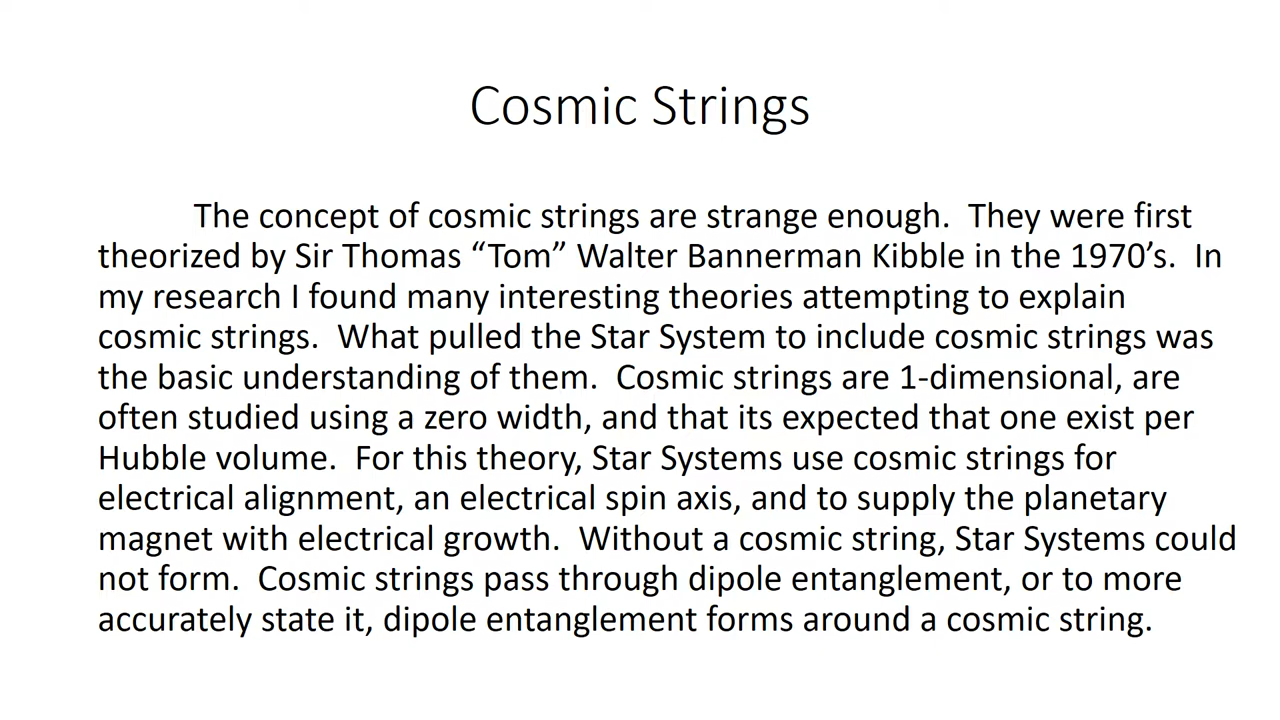 Cosmic Strings
The concept of cosmic strings are strange enough.  They were first
theorized by Sir Thomas “Tom” Walter Bannerman Kibble in the 1970’s.  In
my research I found many interesting theories attempting to explain
cosmic strings.  What pulled the Star System to include cosmic strings was
the basic understanding of them.  Cosmic strings are 1-dimensional, are
often studied using a zero width, and that its expected that one exist per
Hubble volume.  For this theory, Star Systems use cosmic strings for
electrical alignment, an electrical spin axis, and to supply the planetary
magnet with electrical growth.  Without a cosmic string, Star Systems could
not form.  Cosmic strings pass through dipole entanglement, or to more
accurately state it, dipole entanglement forms around a cosmic string.